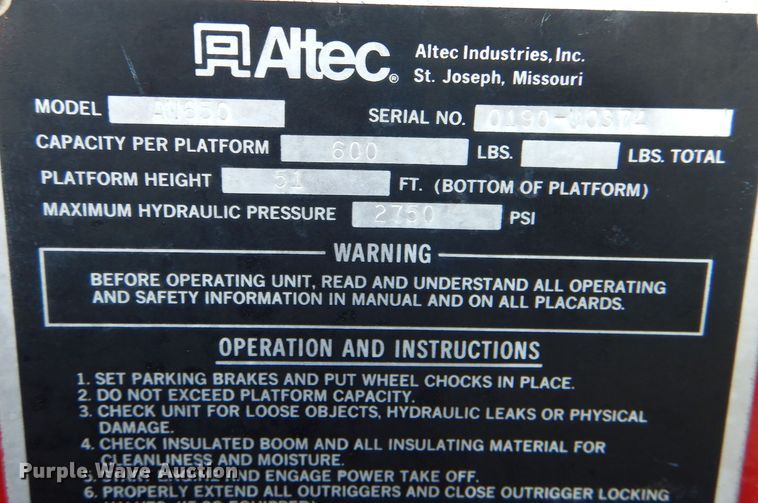 Altec® Altec Industries, Inc.
St. Joseph, Missouri
MODEL SERIAL NO.
CAPACITY PER PLATFORM 600 LBS. LBS. TOTAL
PLATFORM HEIGHT 51 FT. (BOTTOM OF PLATFORM)
MAXIMUM HYDRAULIC PRESSURE 2750 PSI
WARNING
BEFORE OPERATING UNIT, READ AND UNDERSTAND ALL OPERATING
AND SAFETY INFORMATION IN MANUAL AND ON ALL PLACARDS.
OPERATION AND INSTRUCTIONS
1. SET PARKING BRAKES AND PUT WHEEL CHOCKS IN PLACE.
2. DO NOT EXCEED PLATFORM CAPACITY.
3. CHECK UNIT FOR LOOSE OBJECTS, HYDRAULIC LEAKS OR PHYSICAL
DAMAGE.
4. CHECK INSULATED BOOM AND ALL INSULATING MATERIAL FOR
CLEANLINESS AND MOISTURE.
5. ENGINE AND ENGAGE POWER TAKE OFF.
6. PROPERLY EXTEND ALL OUTRIGGERS AND CLOSE OUTRIGGER LOCKING
Purple Wave Auction